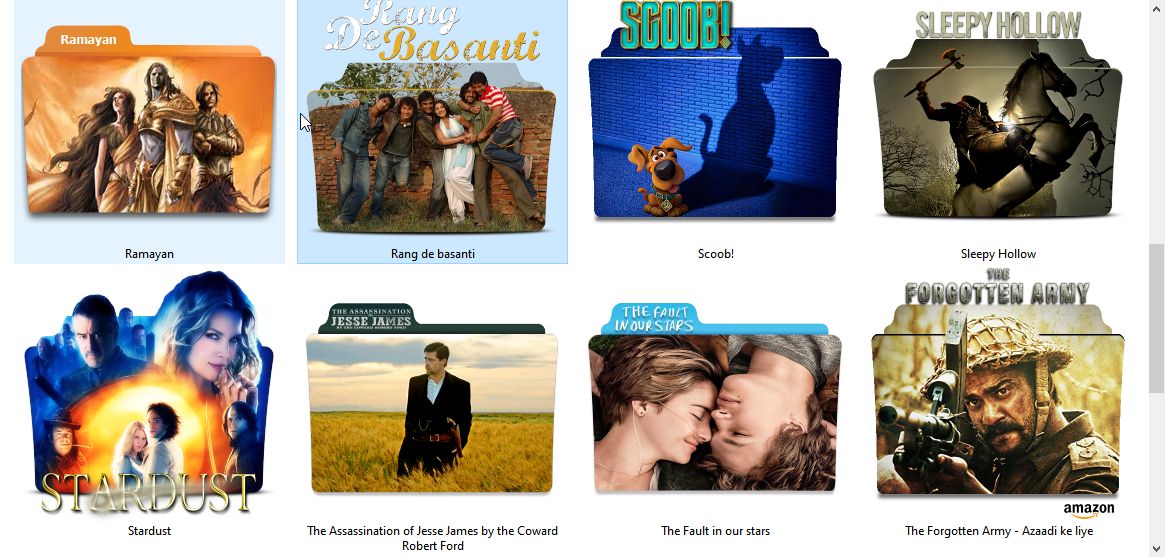 Ramayan
Rang
De Basanti
SCOOB!
SLEEPY HOLLOW
Ramayan
Rang de basanti
Scoob!
Sleepy Hollow
STARDUST
THE ASSASSINATION
JESSE JAMES
BY THE COWARD ROBERT FORD
THE FAULT
IN OUR STARS
THE
FORGOTTEN ARMY
amazon
Stardust
The Assassination of Jesse James by the Coward
Robert Ford
The Fault in our stars
The Forgotten Army - Azaadi ke liye